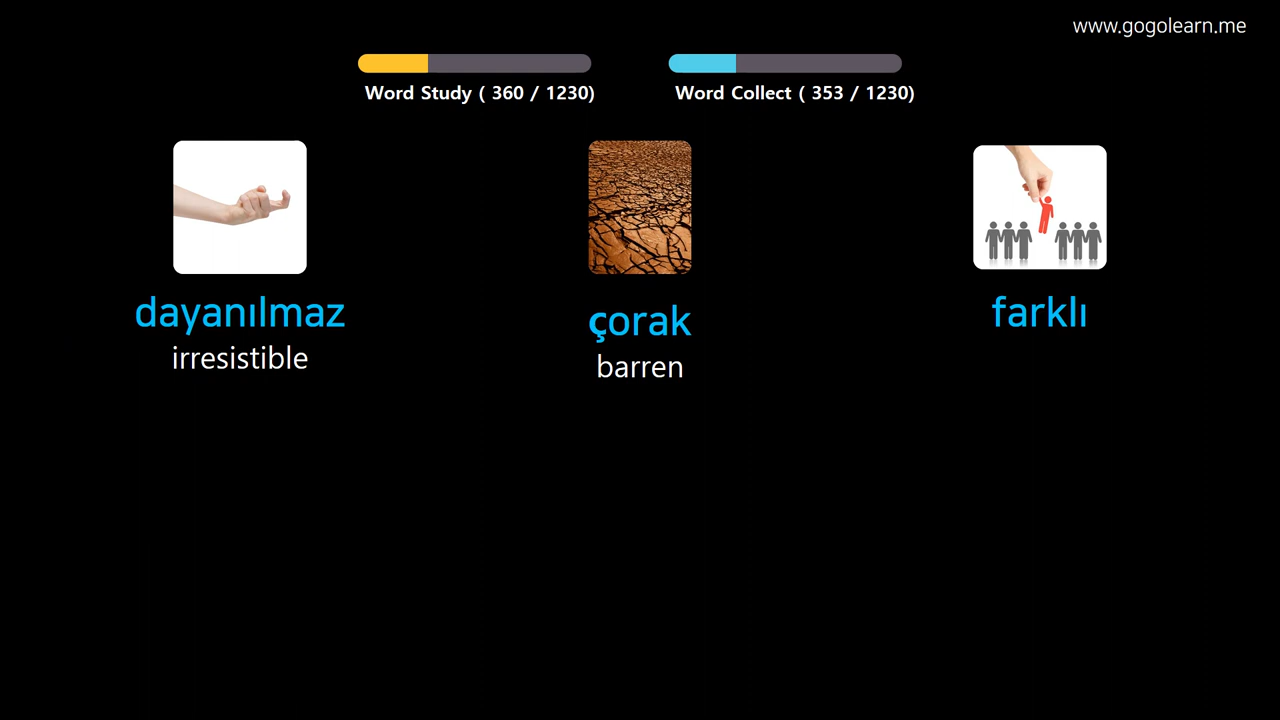 www.gogolearn.me
Word Study ( 360 / 1230)
Word Collect ( 353 / 1230)
dayanılmaz
irresistible
çorak
barren
farklı